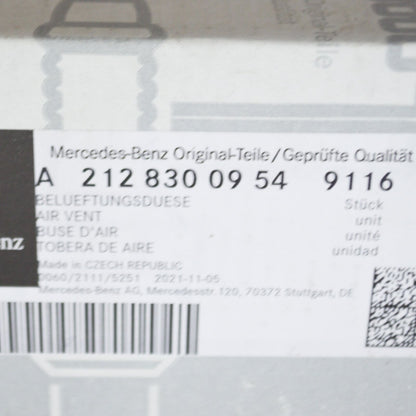 Mercedes-Benz Original-Teile/Geprüfte Qualität
A 212 830 09 54 9116
BELUEFTUNGSDUESE Stück
AIR VENT unit
BUSE D'AIR unité
TOBERA DE AIRE unidad
nz
Made in CZECH REPUBLIC
0060/2111/5251 2021-11-05
Mercedes-Benz AG, Mercedesstr. 120, 70372 Stuttgart, DE